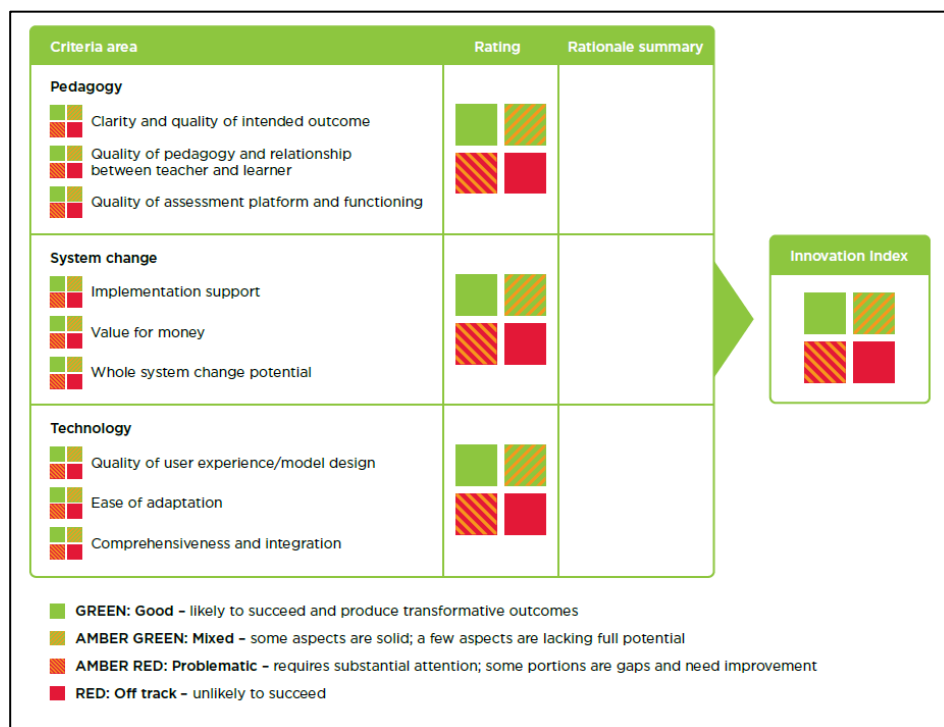 Criteria area
Rating
Rationale summary
Pedagogy
Clarity and quality of intended outcome
Quality of pedagogy and relationship
between teacher and learner
Quality of assessment platform and functioning
System change
Implementation support
Value for money
Whole system change potential
Innovation Index
Technology
Quality of user experience/model design
Ease of adaptation
Comprehensiveness and integration
GREEN: Good – likely to succeed and produce transformative outcomes
AMBER GREEN: Mixed – some aspects are solid; a few aspects are lacking full potential
AMBER RED: Problematic – requires substantial attention; some portions are gaps and need improvement
RED: Off track – unlikely to succeed